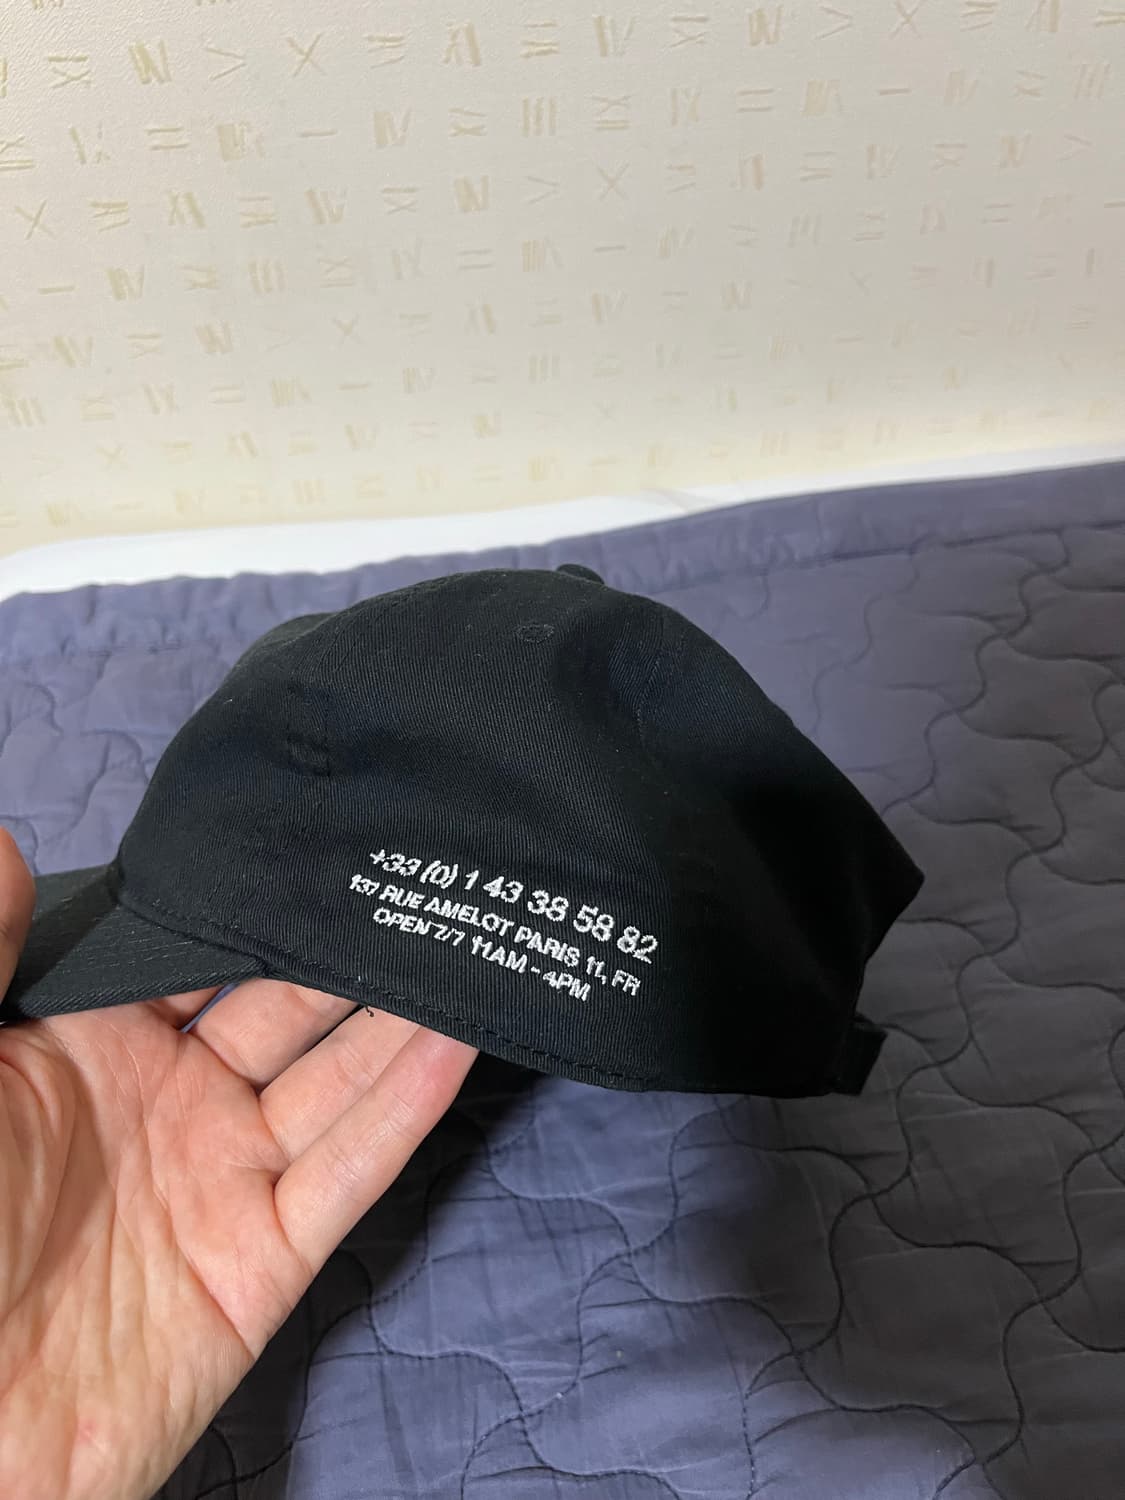 +33 (0) 1 43 38 58 82
137 RUE AMELOT PARIS 11, FR
OPEN 7/7 11AM - 4PM